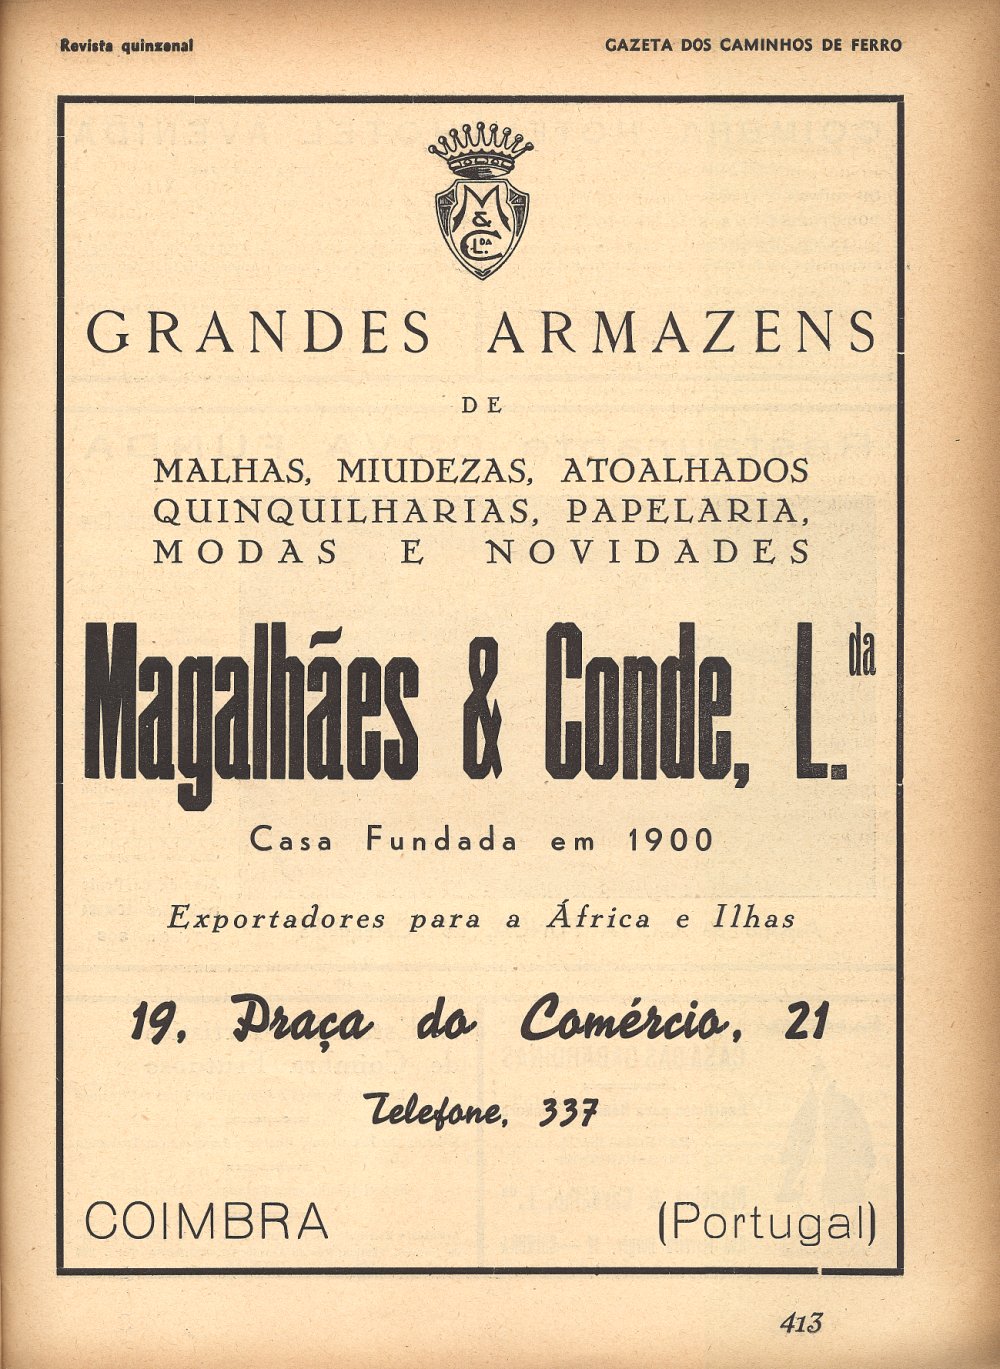 Revista quinzenal
GAZETA DOS CAMINHOS DE FERRO
M
&
C
L.DA
GRANDES ARMAZENS
DE
MALHAS, MIUDEZAS, ATOALHADOS
QUINQUILHARIAS, PAPELARIA,
MODAS E NOVIDADES
Magalhães & Conde, L.da
Casa Fundada em 1900
Exportadores para a África e Ilhas
19, Praça do Comércio, 21
Telefone, 337
COIMBRA (Portugal)
413